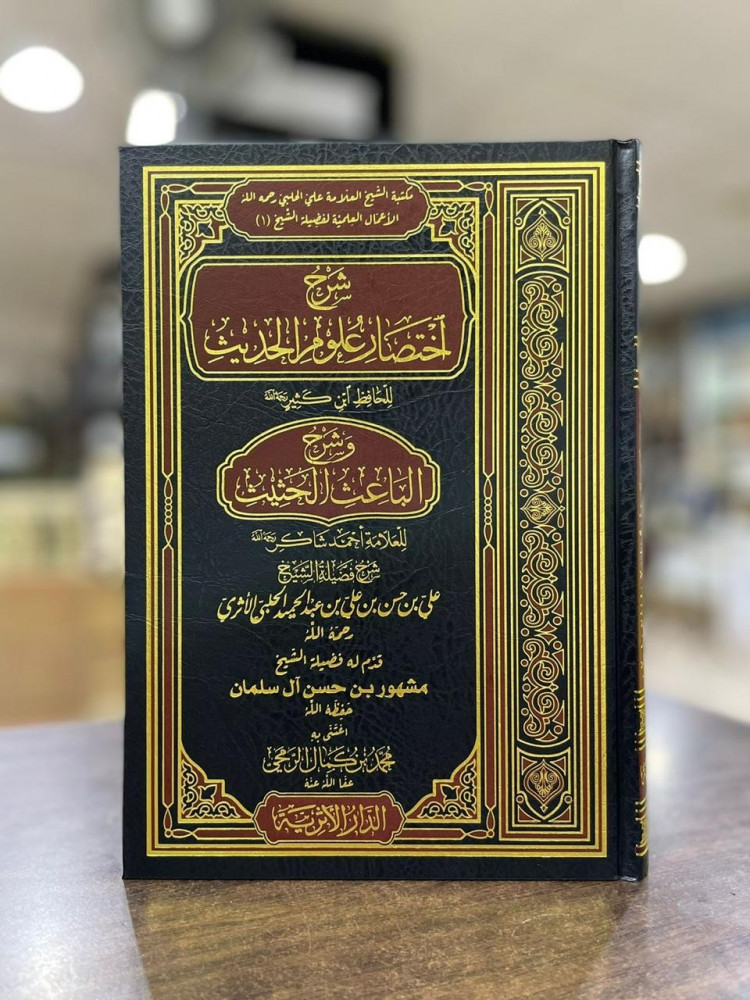 مكتبة الشيخ العلامة علي الحلبي رحمه الله
الأعمال العلمية لفضيلة الشيخ (١)
شرح
اختصار علوم الحديث
للحافظ ابن كثير رحمه الله
وشرح
الباعث الحثيث
للعلامة أحمد شاكر رحمه الله
شرح فضيلة الشيخ
علي بن حسن بن علي بن عبد الحميد الحلبي الأثري
رحمه الله
قدم له فضيلة الشيخ
مشهور بن حسن آل سلمان
حفظه الله
اعتنى به
محمد بن كمال الرمحي
عفا الله عنه
الدار الأثرية